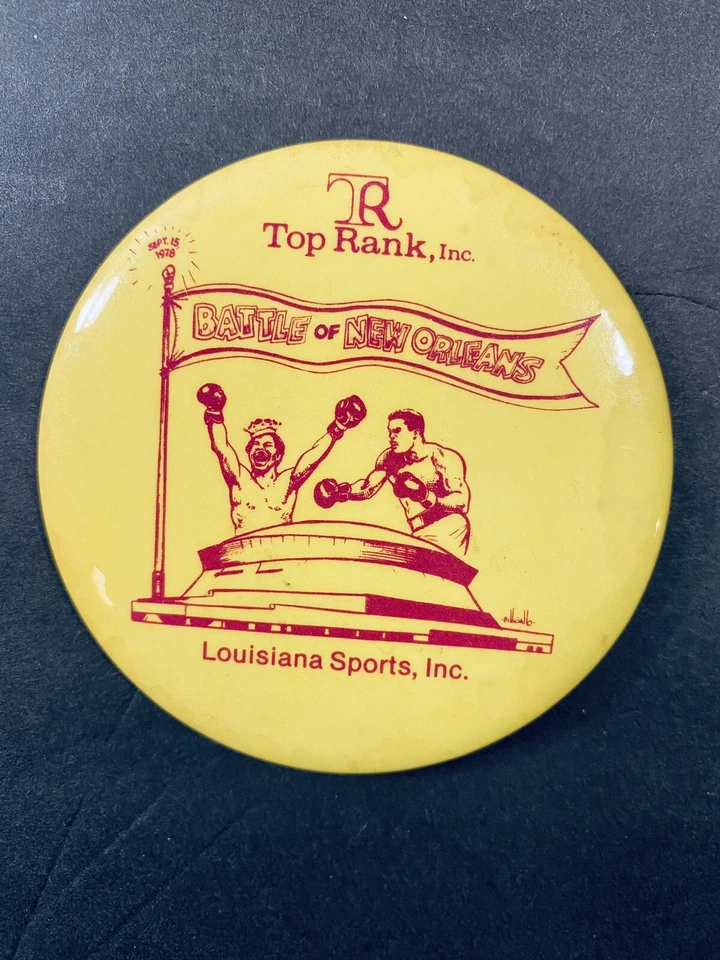 TR
Top Rank, Inc.
SEPT. 15
1978
BATTLE OF NEW ORLEANS
Louisiana Sports, Inc.